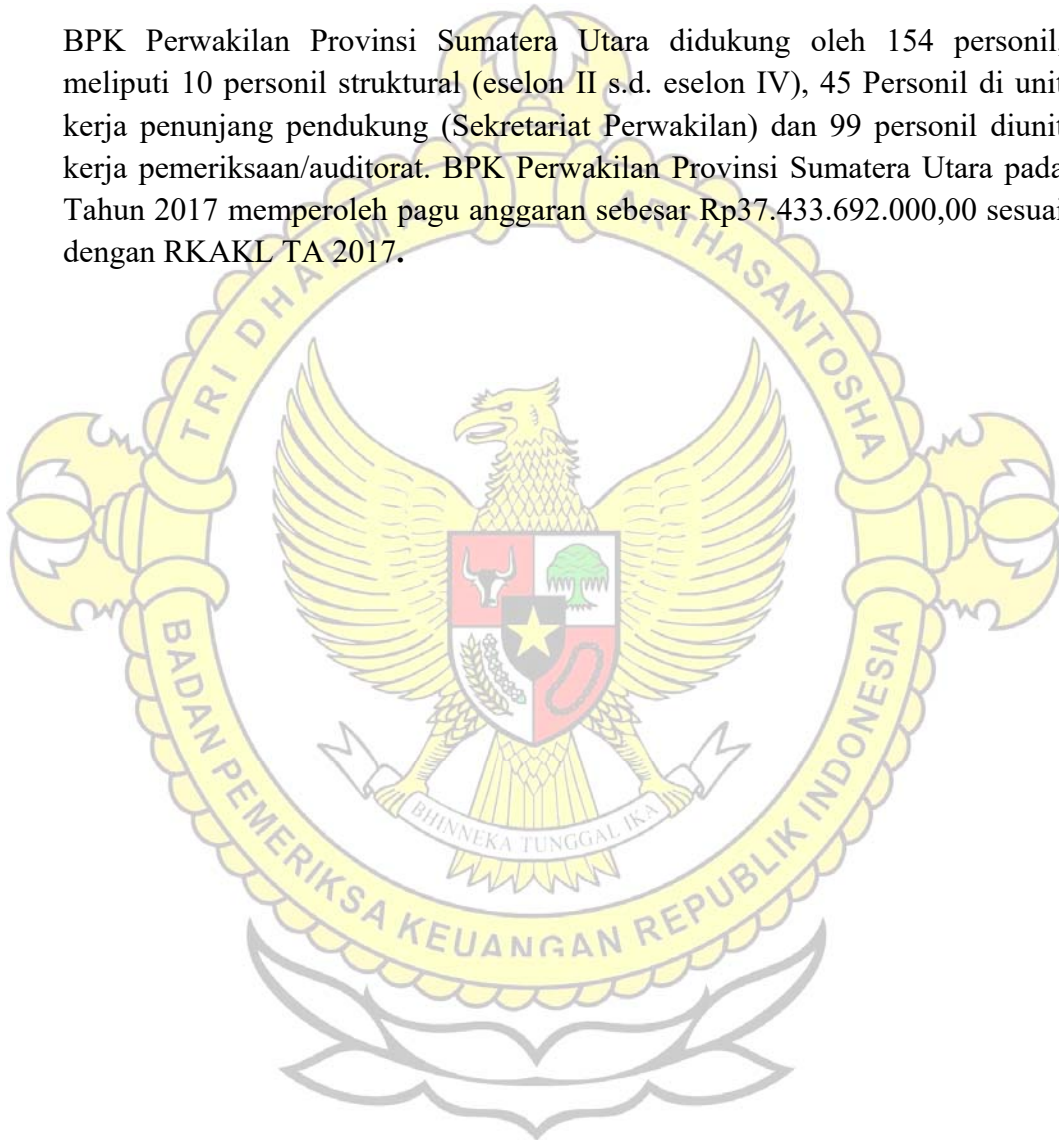 BPK Perwakilan Provinsi Sumatera Utara didukung oleh 154 personil,
meliputi 10 personil struktural (eselon II s.d. eselon IV), 45 Personil di unit
kerja penunjang pendukung (Sekretariat Perwakilan) dan 99 personil diunit
kerja pemeriksaan/auditorat. BPK Perwakilan Provinsi Sumatera Utara pada
Tahun 2017 memperoleh pagu anggaran sebesar Rp37.433.692.000,00 sesuai
dengan RKAKL TA 2017.
TRI DHARMA ARTHASANTOSHA
BHINNEKA TUNGGAL IKA
BADAN PEMERIKSA KEUANGAN REPUBLIK INDONESIA